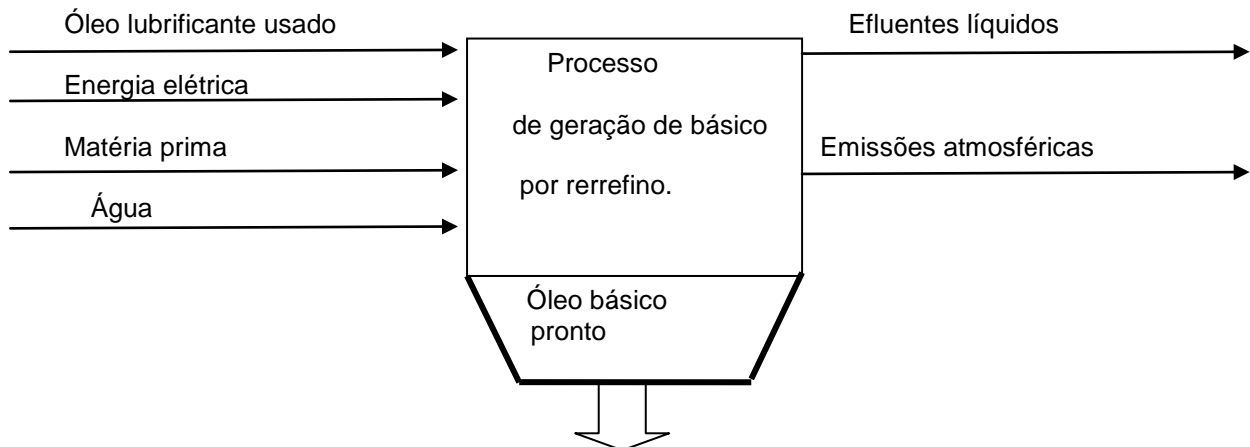 Óleo lubrificante usado
Energia elétrica
Matéria prima
Água
Processo
de geração de básico
por rerrefino.
Óleo básico
pronto
Efluentes líquidos
Emissões atmosféricas